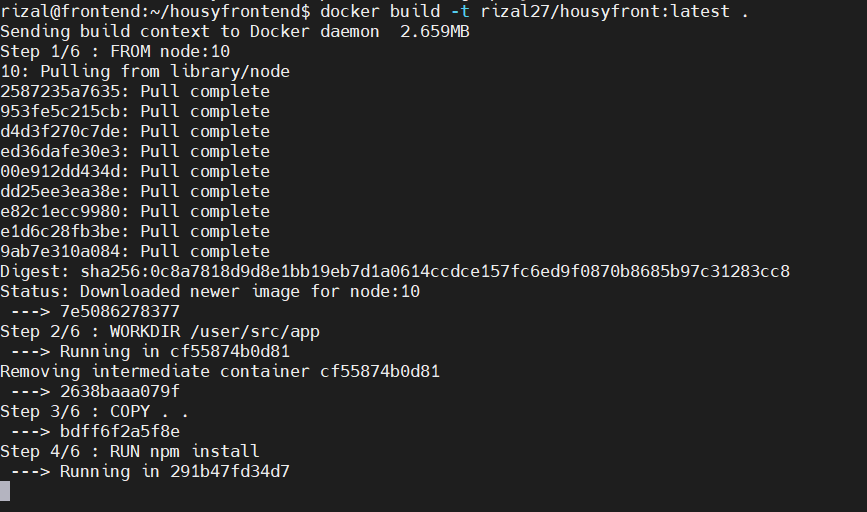 rizal@frontend:~/housyfrontend$ docker build -t rizal27/housyfront:latest .
Sending build context to Docker daemon  2.659MB
Step 1/6 : FROM node:10
10: Pulling from library/node
2587235a7635: Pull complete
953fe5c215cb: Pull complete
d4d3f270c7de: Pull complete
ed36dafe30e3: Pull complete
00e912dd434d: Pull complete
dd25ee3ea38e: Pull complete
e82c1ecc9980: Pull complete
e1d6c28fb3be: Pull complete
9ab7e310a084: Pull complete
Digest: sha256:0c8a7818d9d8e1bb19eb7d1a0614ccdce157fc6ed9f0870b8685b97c31283cc8
Status: Downloaded newer image for node:10
 ---> 7e5086278377
Step 2/6 : WORKDIR /user/src/app
 ---> Running in cf55874b0d81
Removing intermediate container cf55874b0d81
 ---> 2638baaa079f
Step 3/6 : COPY . .
 ---> bdff6f2a5f8e
Step 4/6 : RUN npm install
 ---> Running in 291b47fd34d7